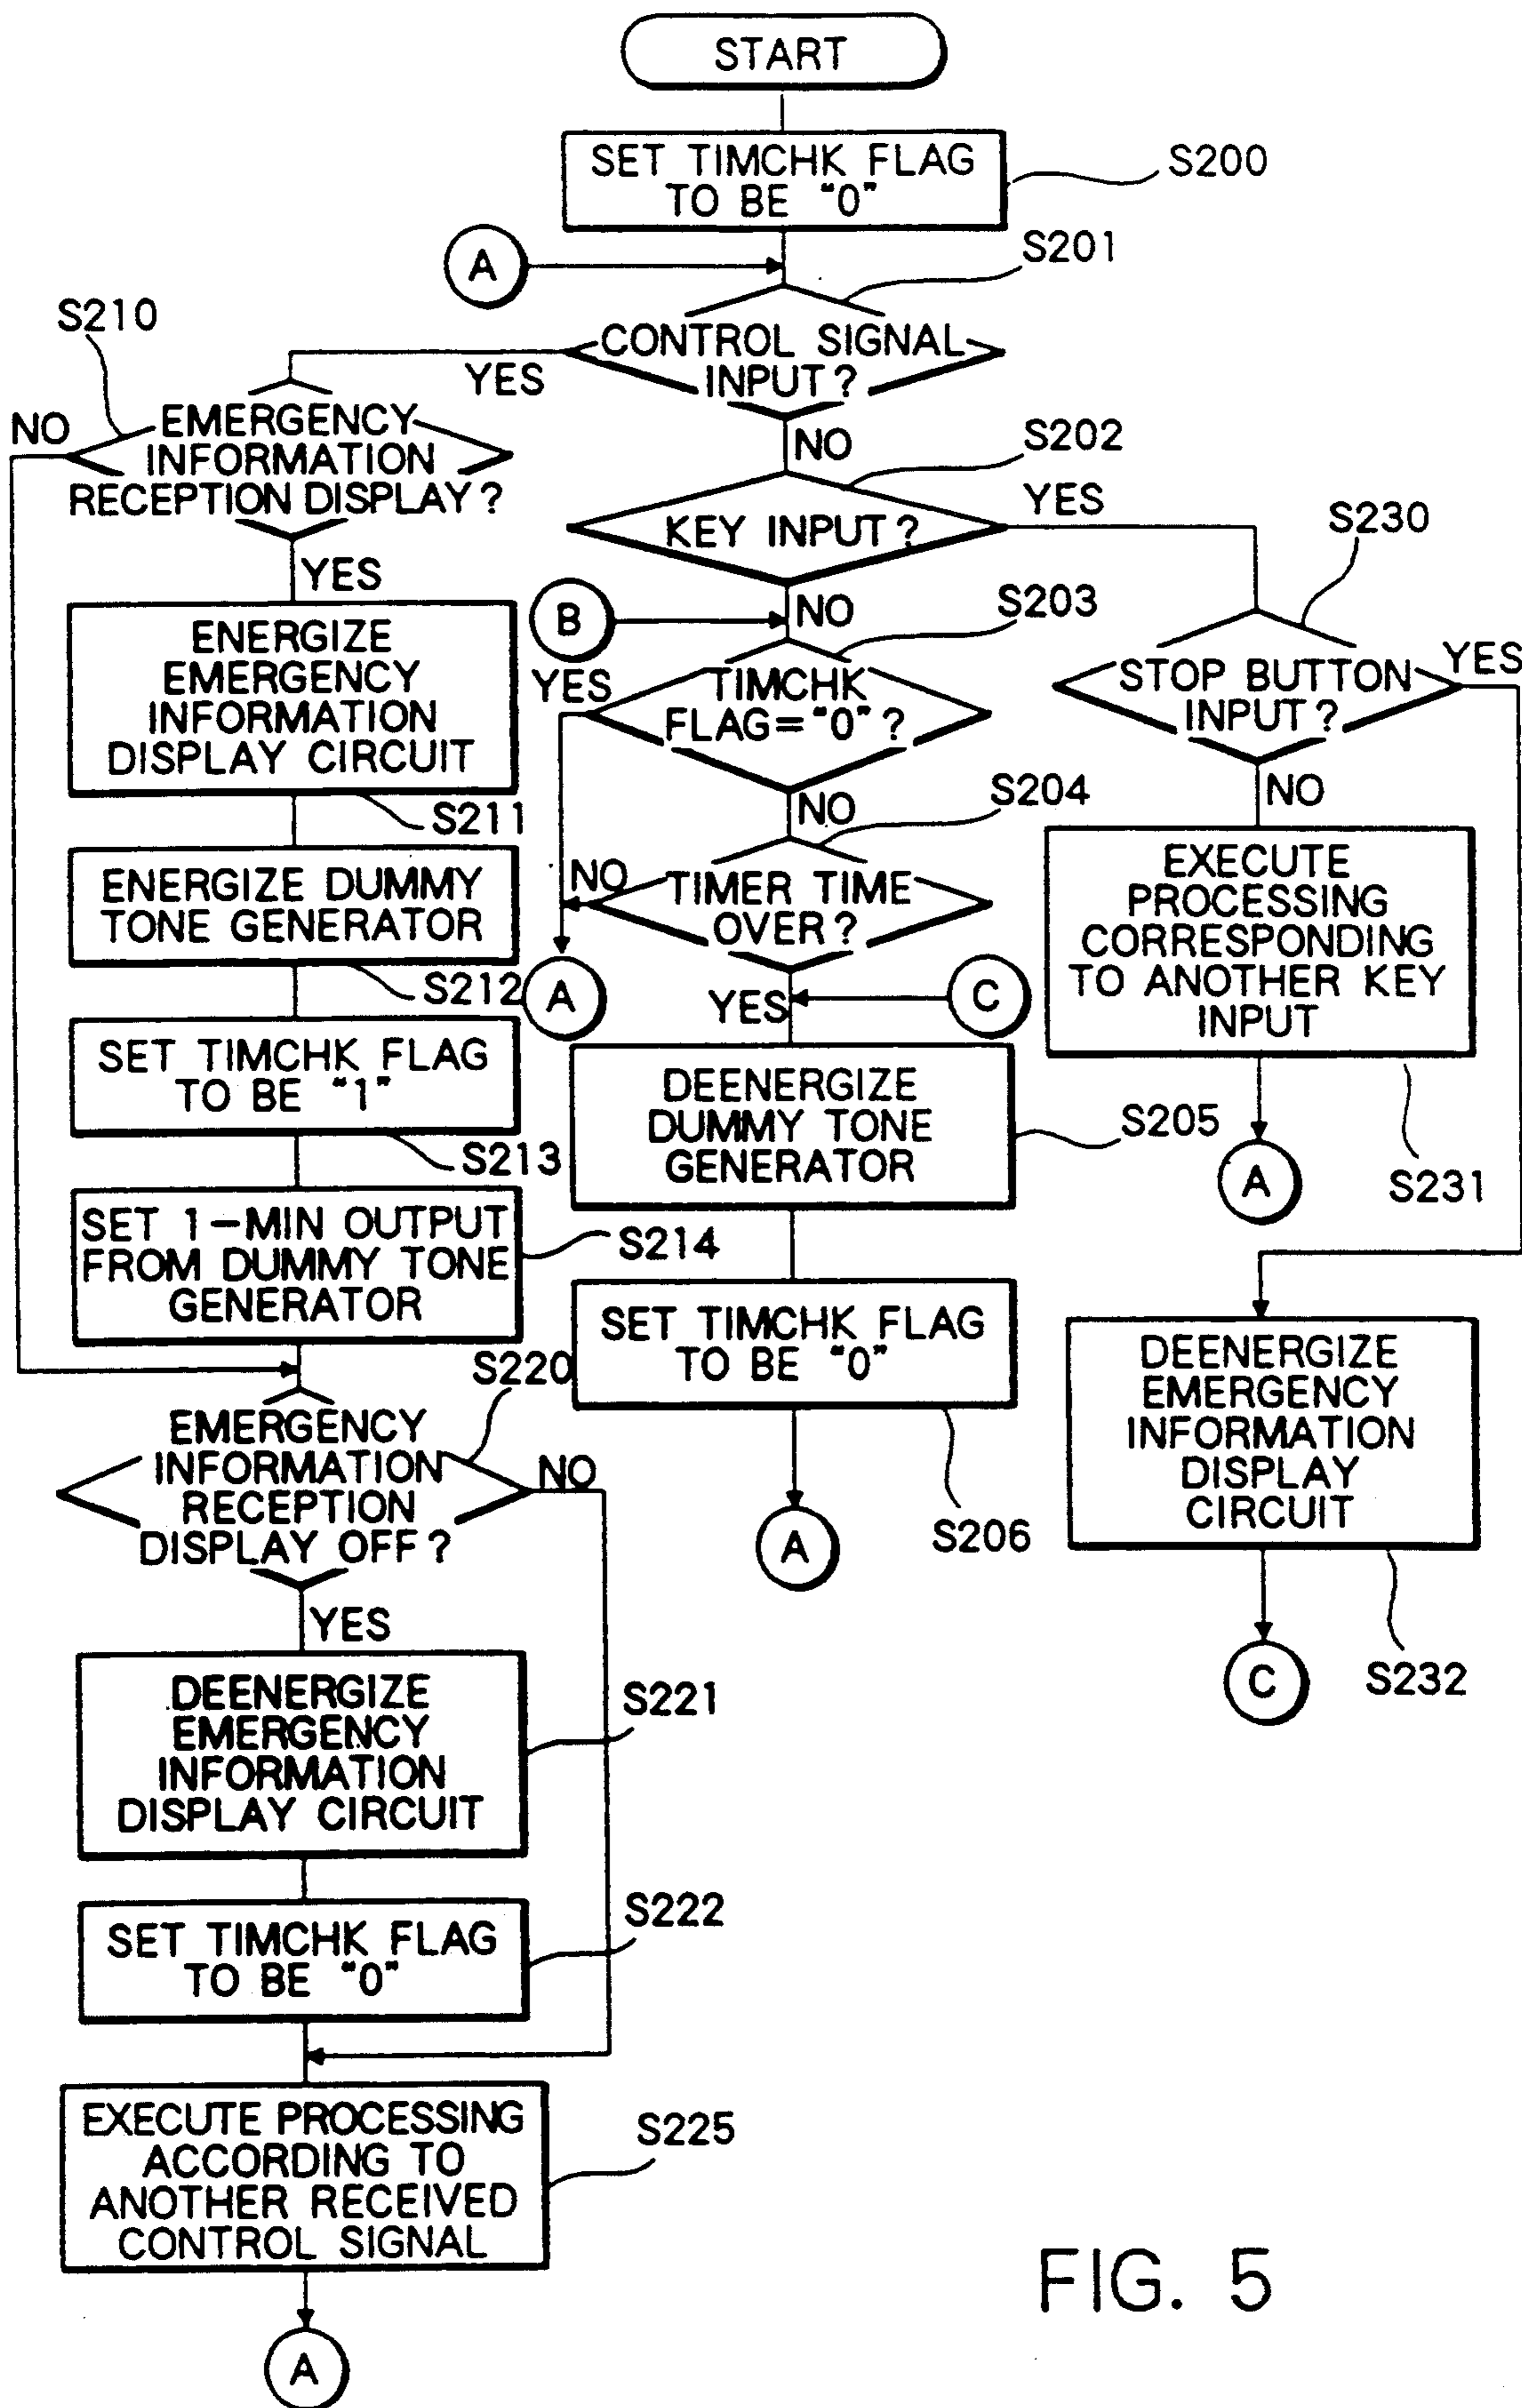 START
SET TIMCHK FLAG
TO BE "0"
S200
A
S201
CONTROL SIGNAL
INPUT?
YES
NO
S210
EMERGENCY
INFORMATION
RECEPTION DISPLAY?
NO
YES
S202
KEY INPUT?
YES
NO
S230
STOP BUTTON
INPUT?
YES
NO
B
S203
TIMCHK
FLAG="0"?
YES
NO
S204
TIMER TIME
OVER?
NO
YES
A
C
ENERGIZE
EMERGENCY
INFORMATION
DISPLAY CIRCUIT
S211
ENERGIZE DUMMY
TONE GENERATOR
S212
SET TIMCHK FLAG
TO BE "1"
S213
SET 1-MIN OUTPUT
FROM DUMMY TONE
GENERATOR
S214
DEENERGIZE
DUMMY TONE
GENERATOR
S205
SET TIMCHK FLAG
TO BE "0"
S206
A
EXECUTE
PROCESSING
CORRESPONDING
TO ANOTHER KEY
INPUT
S231
A
DEENERGIZE
EMERGENCY
INFORMATION
DISPLAY
CIRCUIT
S232
C
S220
EMERGENCY
INFORMATION
RECEPTION
DISPLAY OFF?
NO
YES
DEENERGIZE
EMERGENCY
INFORMATION
DISPLAY CIRCUIT
S221
SET TIMCHK FLAG
TO BE "0"
S222
EXECUTE PROCESSING
ACCORDING TO
ANOTHER RECEIVED
CONTROL SIGNAL
S225
A
FIG. 5